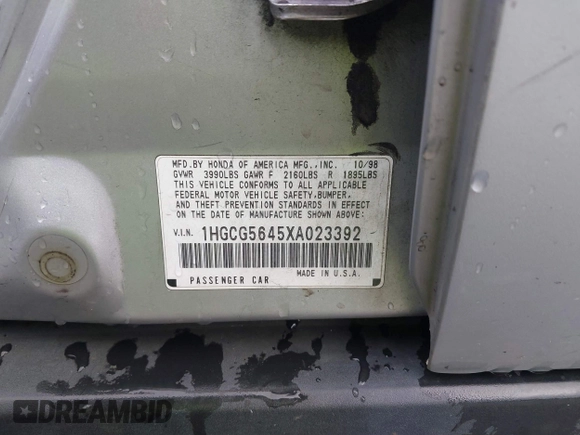 MFD.BY HONDA OF AMERICA MFG.,INC. 10/98
GVWR 3990LBS GAWR F 2160LBS R 1895LBS
THIS VEHICLE CONFORMS TO ALL APPLICABLE
FEDERAL MOTOR VEHICLE SAFETY,BUMPER,
AND THEFT PREVENTION STANDARDS IN EFFECT
ON THE DATE OF MANUFACTURE SHOWN ABOVE.
V.I.N. 1HGCG5645XA023392
MADE IN U.S.A.
PASSENGER CAR
DREAMBID